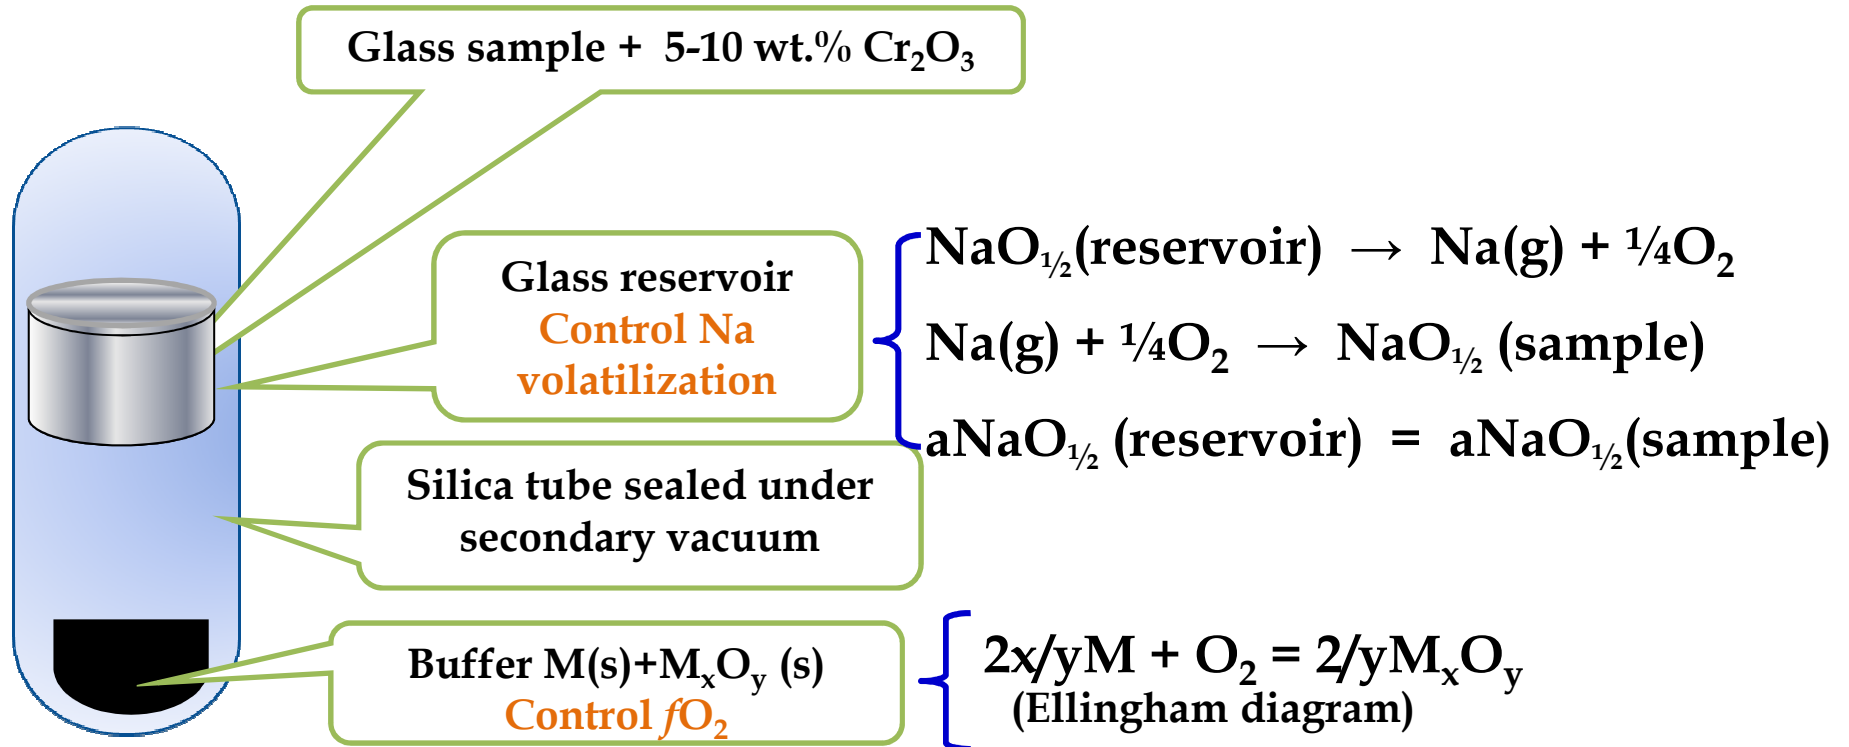 Glass sample + 5-10 wt.% Cr₂O₃
Glass reservoir
Control Na
volatilization
NaO½(reservoir) → Na(g) + ¼O₂
Na(g) + ¼O₂ → NaO½ (sample)
aNaO½ (reservoir) = aNaO½(sample)
Silica tube sealed under
secondary vacuum
Buffer M(s)+MₓOᵧ (s)
Control fO₂
2x/yM + O₂ = 2/yMₓOᵧ
(Ellingham diagram)